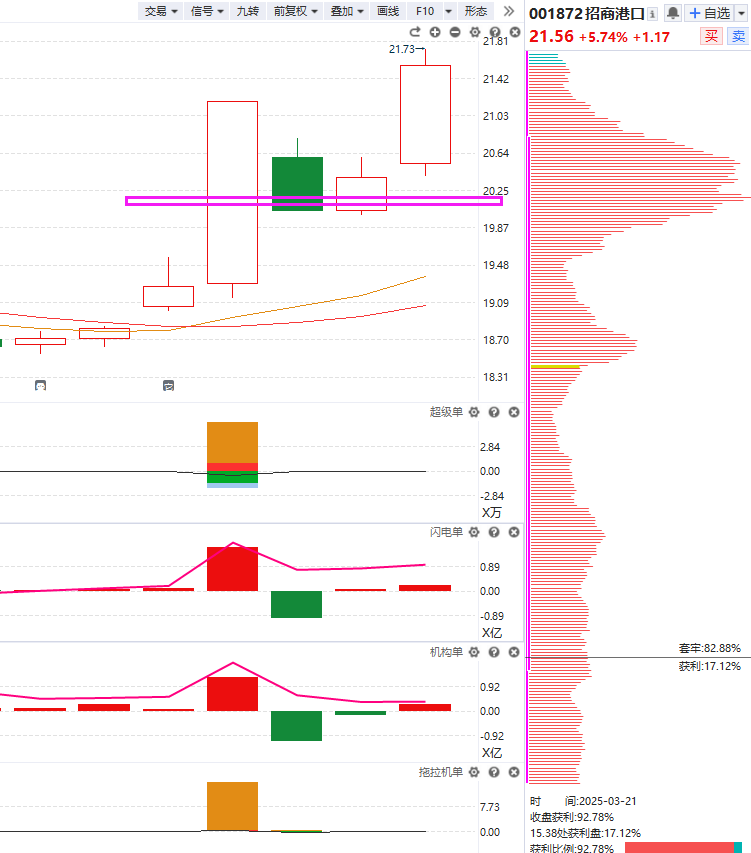 交易 信号 九转 前复权 叠加 画线 F10 形态
001872 招商港口 自选
21.56 +5.74% +1.17 买 卖
21.73
21.81
21.42
21.03
20.64
20.25
19.87
19.48
19.09
18.70
18.31
超级单
2.84
0.00
-2.84
X万
闪电单
0.89
0.00
-0.89
X亿
机构单
0.92
0.00
-0.92
X亿
拖拉机单
7.73
0.00
套牢:82.88%
获利:17.12%
时 间:2025-03-21
收盘获利:92.78%
15.38处获利盘:17.12%
获利比例:92.78%